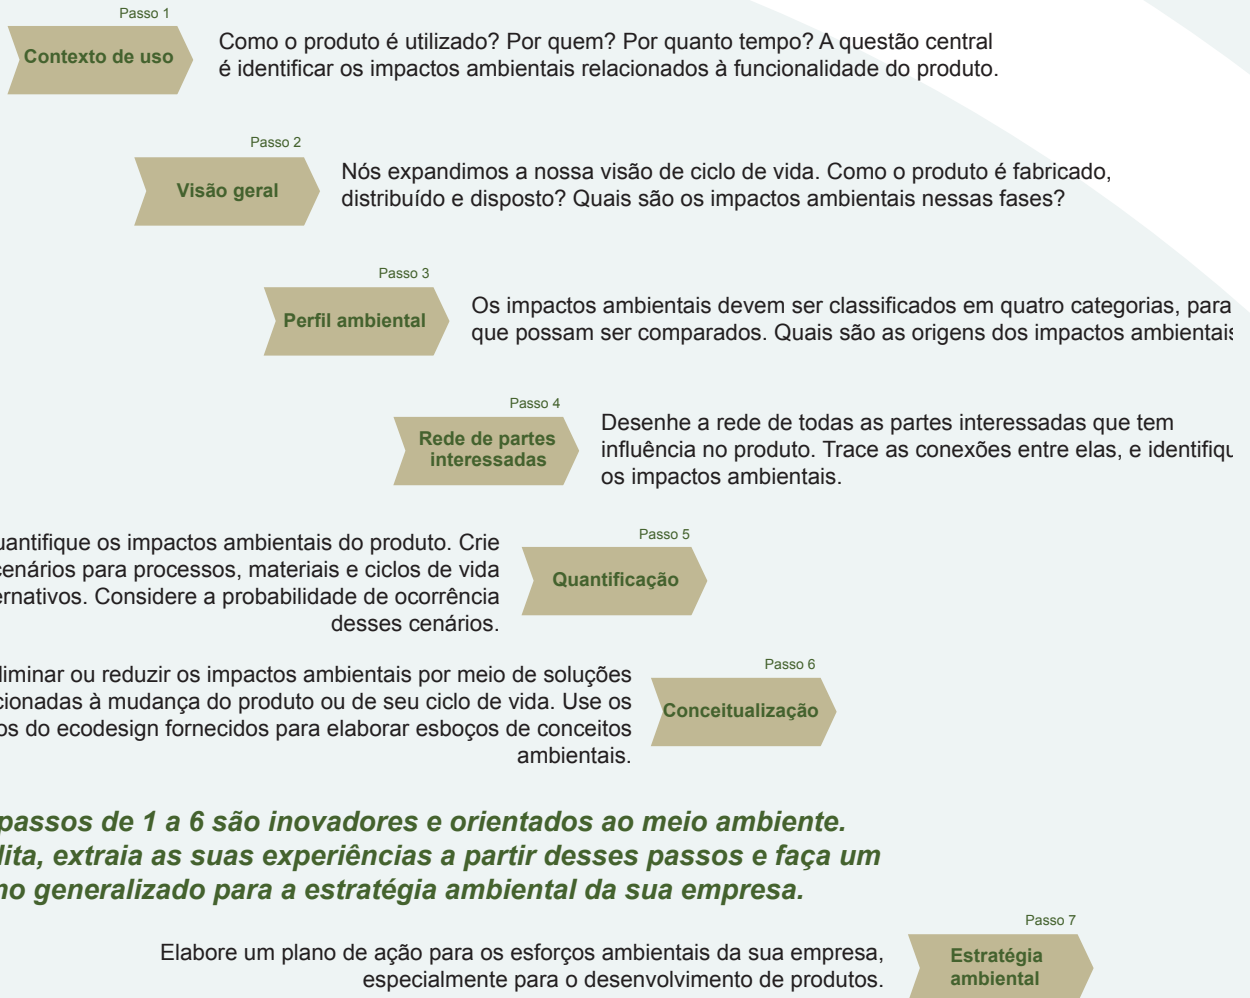 Passo 1
Contexto de uso
Como o produto é utilizado? Por quem? Por quanto tempo? A questão central
é identificar os impactos ambientais relacionados à funcionalidade do produto.
Passo 2
Visão geral
Nós expandimos a nossa visão de ciclo de vida. Como o produto é fabricado,
distribuído e disposto? Quais são os impactos ambientais nessas fases?
Passo 3
Perfil ambiental
Os impactos ambientais devem ser classificados em quatro categorias, para
que possam ser comparados. Quais são as origens dos impactos ambientais
Passo 4
Rede de partes
interessadas
Desenhe a rede de todas as partes interessadas que tem
influência no produto. Trace as conexões entre elas, e
os impactos ambientais.
Passo 5
Quantificação
os impactos ambientais do produto. Crie
cenários para processos, materiais e ciclos de vida
Considere a probabilidade de ocorrência
desses cenários.
Passo 6
Conceitualização
ou reduzir os impactos ambientais por meio de soluções
à mudança do produto ou de seu ciclo de vida. Use os
do ecodesign fornecidos para elaborar esboços de conceitos
ambientais.
passos de 1 a 6 são inovadores e orientados ao meio ambiente.
extraia as suas experiências a partir desses passos e faça um
generalizado para a estratégia ambiental da sua empresa.
Passo 7
Estratégia
ambiental
Elabore um plano de ação para os esforços ambientais da sua empresa,
especialmente para o desenvolvimento de produtos.